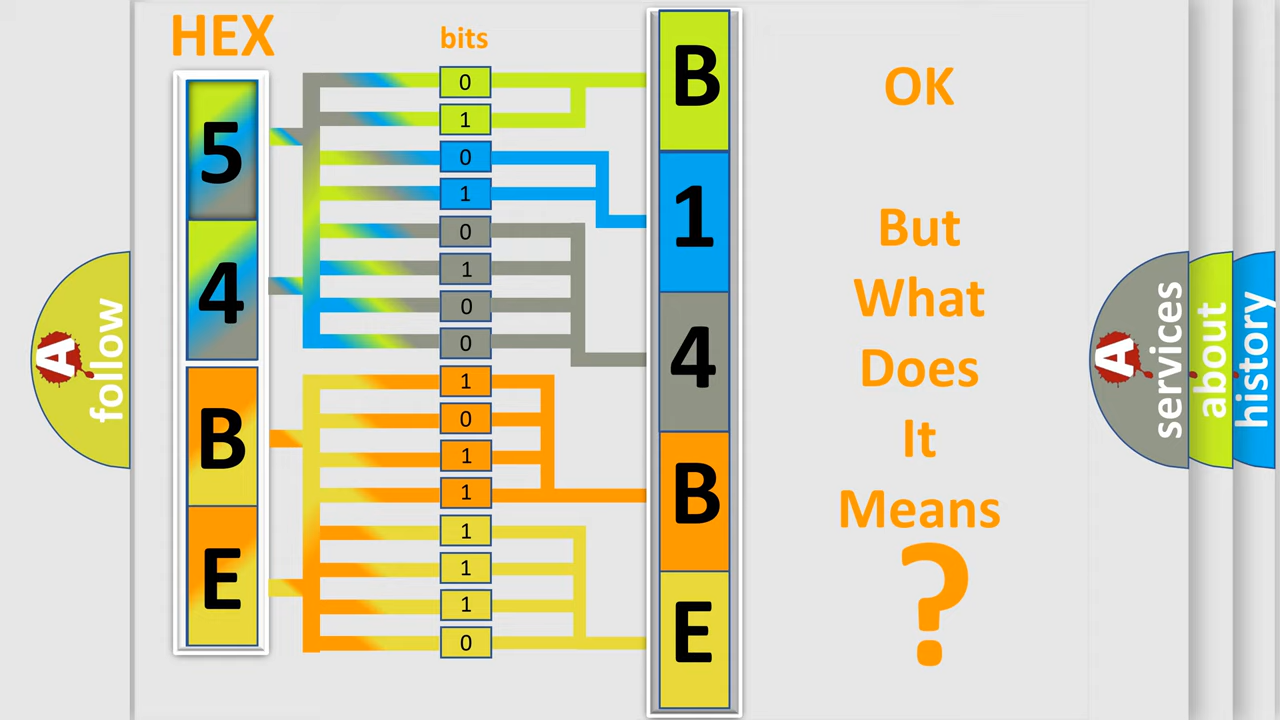 HEX
bits
5
4
B
E
0
1
0
1
0
1
0
0
1
0
1
1
1
1
1
0
B
1
4
B
E
OK
But
What
Does
It
Means
?
A
follow
A
services
about
history